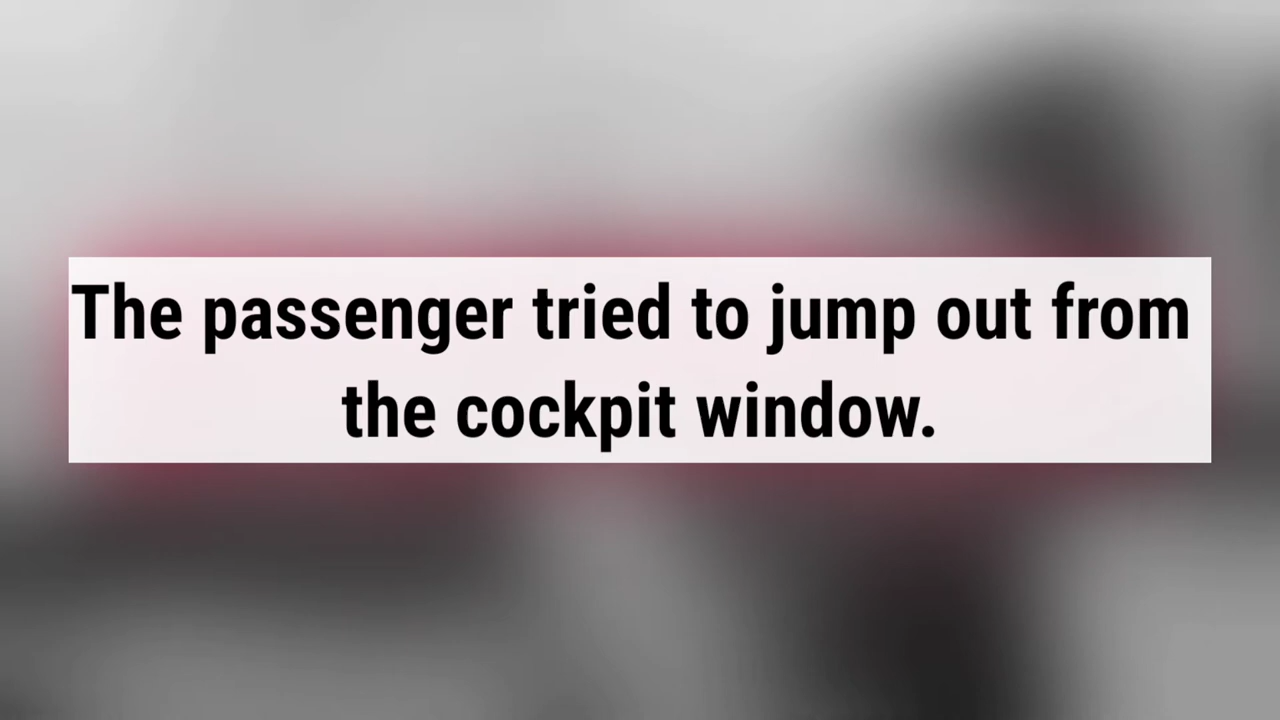 The passenger tried to jump out from
the cockpit window.